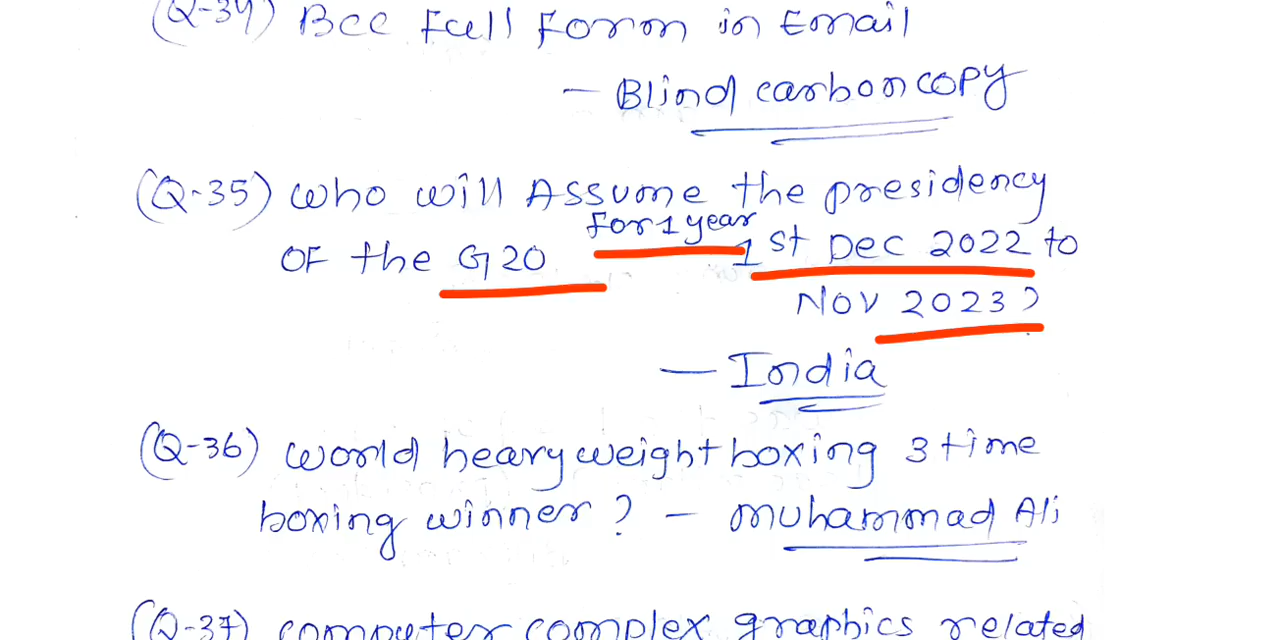 (Q-34) Bcc Full Form in Email
- Blind carbon copy
(Q-35) who will Assume the presidency
For 1 year
OF the G20 1st Dec 2022 to
Nov 2023?
- India
(Q-36) world heavy weight boxing 3 time
boxing winner? - Muhammad Ali
(Q-37) computer complex graphics related